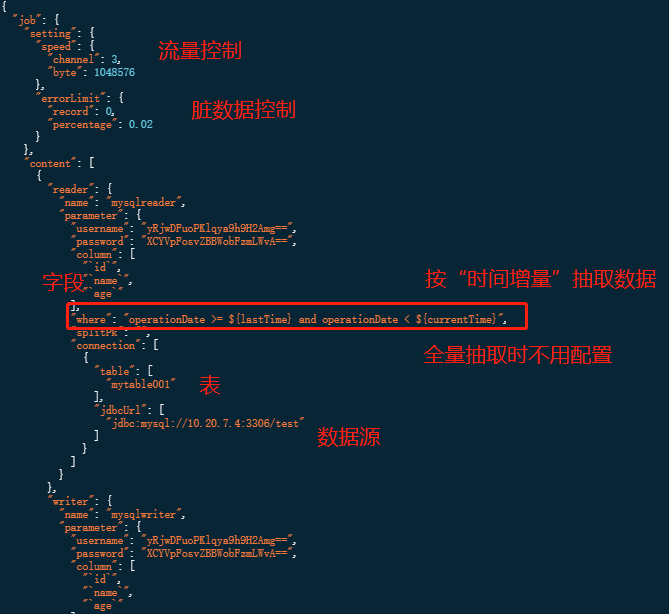 {
"job": {
"setting": {
"speed": { 流量控制
"channel": 3,
"byte": 1048576
},
"errorLimit": {
"record": 0, 脏数据控制
"percentage": 0.02
}
},
"content": [
{
"reader": {
"name": "mysqlreader",
"parameter": {
"username": "yRjwDFuoPKlqya9h9H2Amg==",
"password": "XCYVpFosvZBBWobFzmLWvA==",
"column": [
"`id`",
字段 "`name`", 按“时间增量”抽取数据
"`age`"
],
"where": "operationDate >= ${lastTime} and operationDate < ${currentTime}",
"splitPk": "",
"connection": [
{ 全量抽取时不用配置
"table": [
"mytable001" 表
],
"jdbcUrl": [
"jdbc:mysql://10.20.7.4:3306/test"
] 数据源
}
]
}
},
"writer": {
"name": "mysqlwriter",
"parameter": {
"username": "yRjwDFuoPKlqya9h9H2Amg==",
"password": "XCYVpFosvZBBWobFzmLWvA==",
"column": [
"`id`",
"`name`",
"`age`"